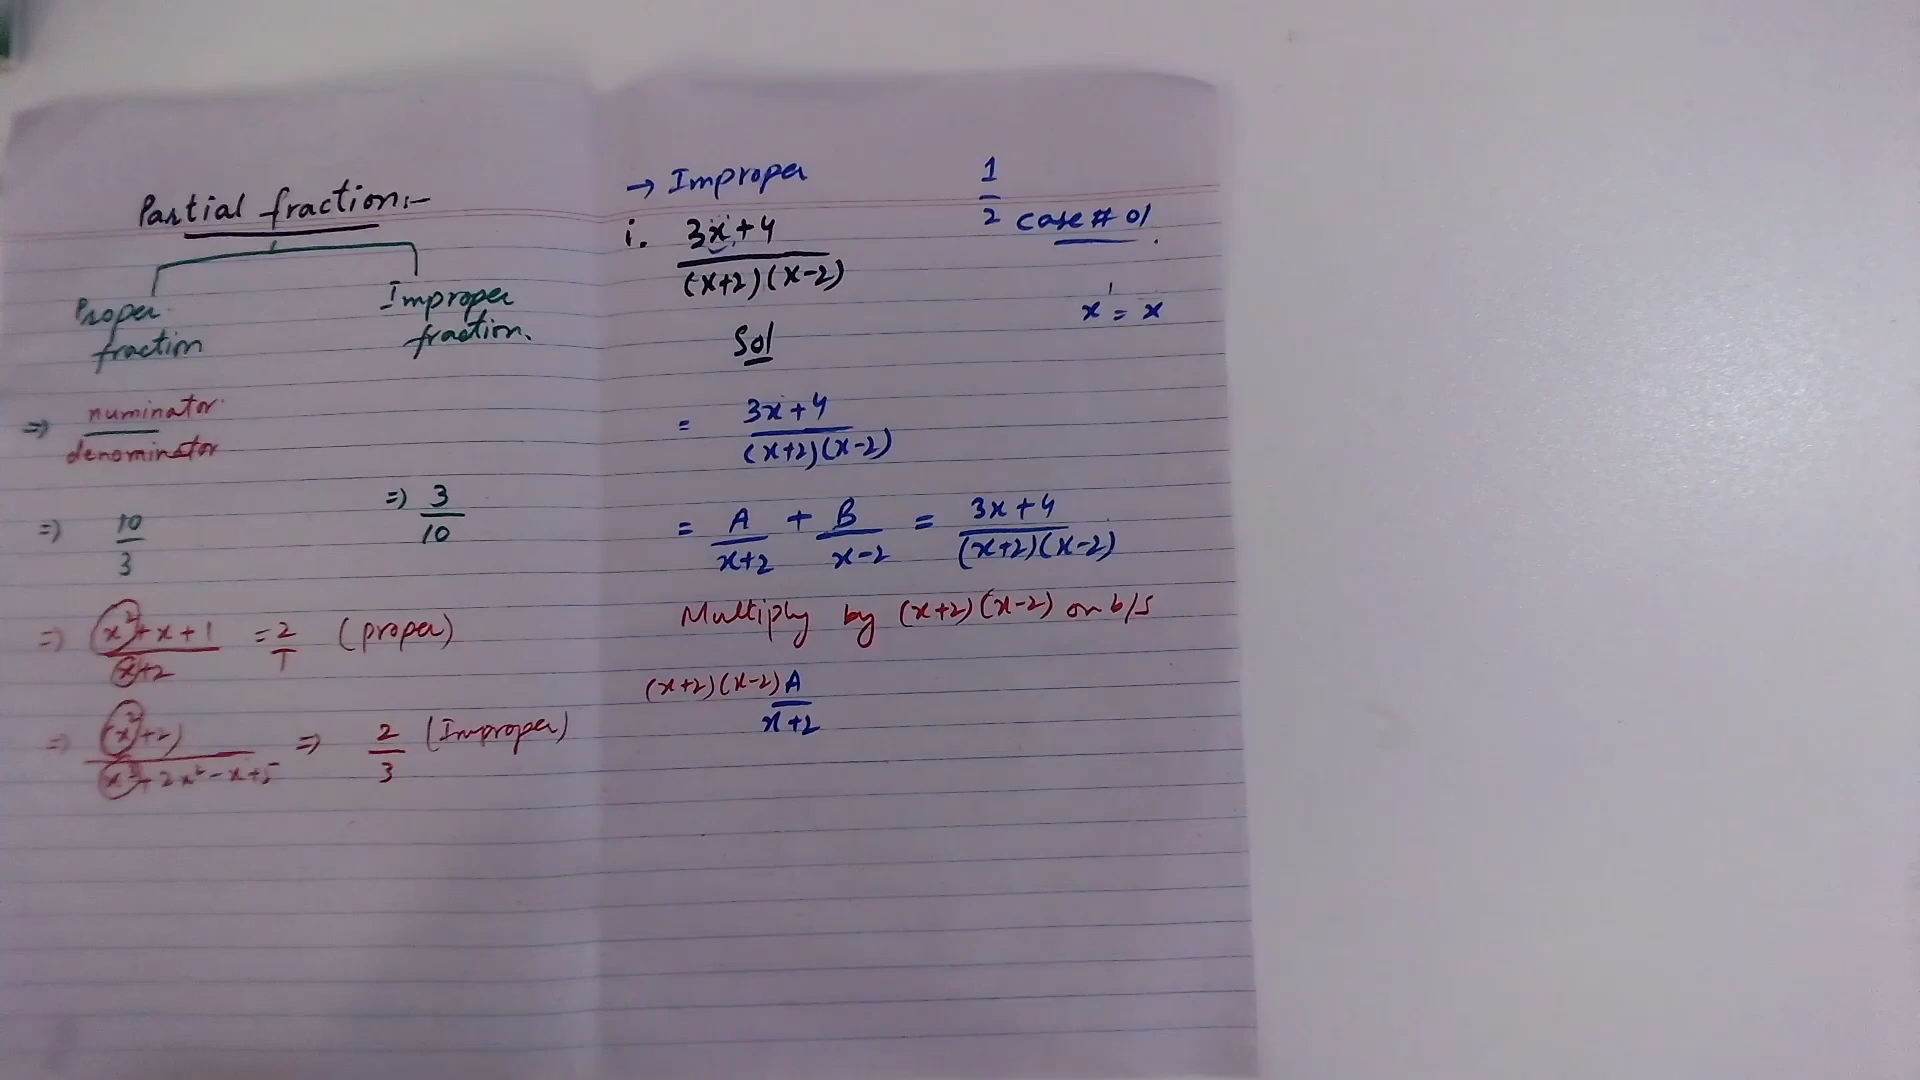 Partial fraction:-
Proper fraction
Improper fraction.
⇒ numinator / denominator
⇒ 10/3
⇒ 3/10
⇒ x²+x+1 / x+2 = 2/1 (proper)
⇒ (x²+2) / x³+2x²-x+5 ⇒ 2/3 (Improper)
→ Improper
1/2 case # 01.
i. 3x+4 / (x+2)(x-2)
x¹ = x
Sol
= 3x+4 / (x+2)(x-2)
= A/x+2 + B/x-2 = 3x+4 / (x+2)(x-2)
Multiply by (x+2)(x-2) on b/s
(x+2)(x-2)A / x+2